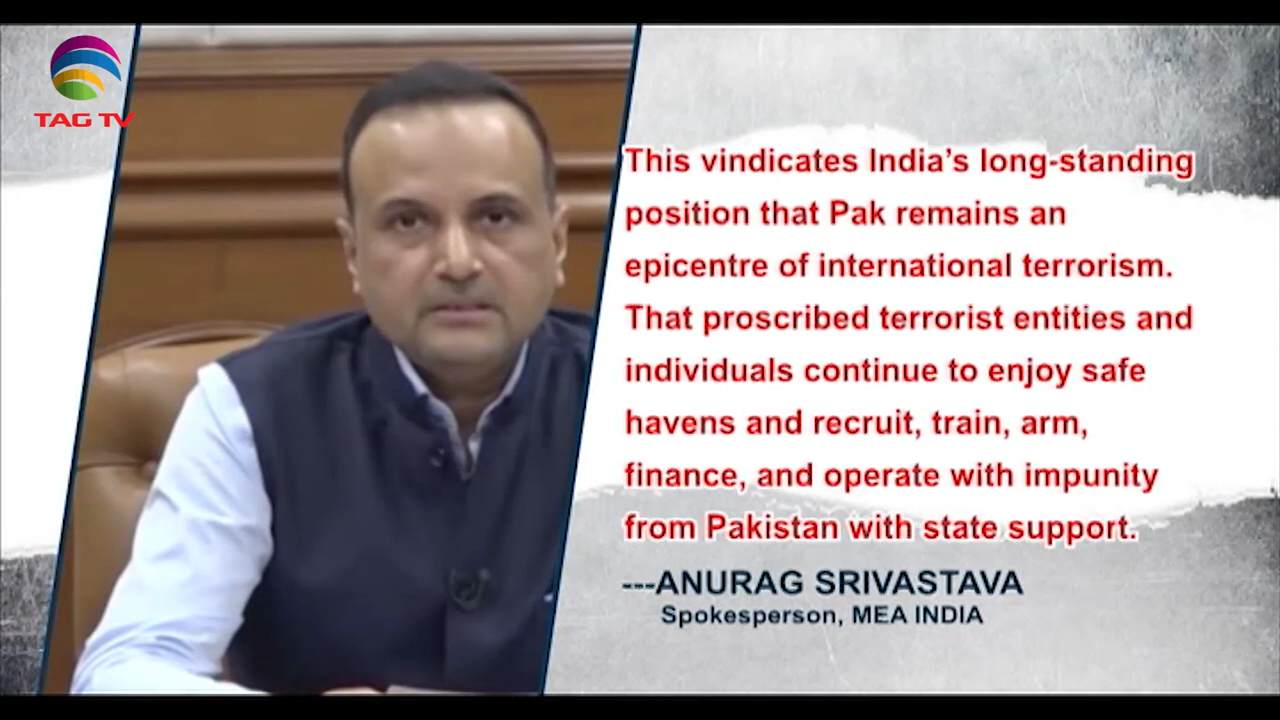 TAG TV
This vindicates India’s long-standing
position that Pak remains an
epicentre of international terrorism.
That proscribed terrorist entities and
individuals continue to enjoy safe
havens and recruit, train, arm,
finance, and operate with impunity
from Pakistan with state support.
---ANURAG SRIVASTAVA
Spokesperson, MEA INDIA